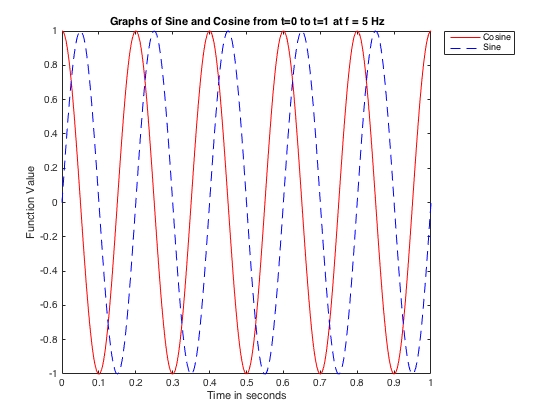 Graphs of Sine and Cosine from t=0 to t=1 at f = 5 Hz
Cosine
Sine
Function Value
1
0.8
0.6
0.4
0.2
0
-0.2
-0.4
-0.6
-0.8
-1
0 0.1 0.2 0.3 0.4 0.5 0.6 0.7 0.8 0.9 1
Time in seconds